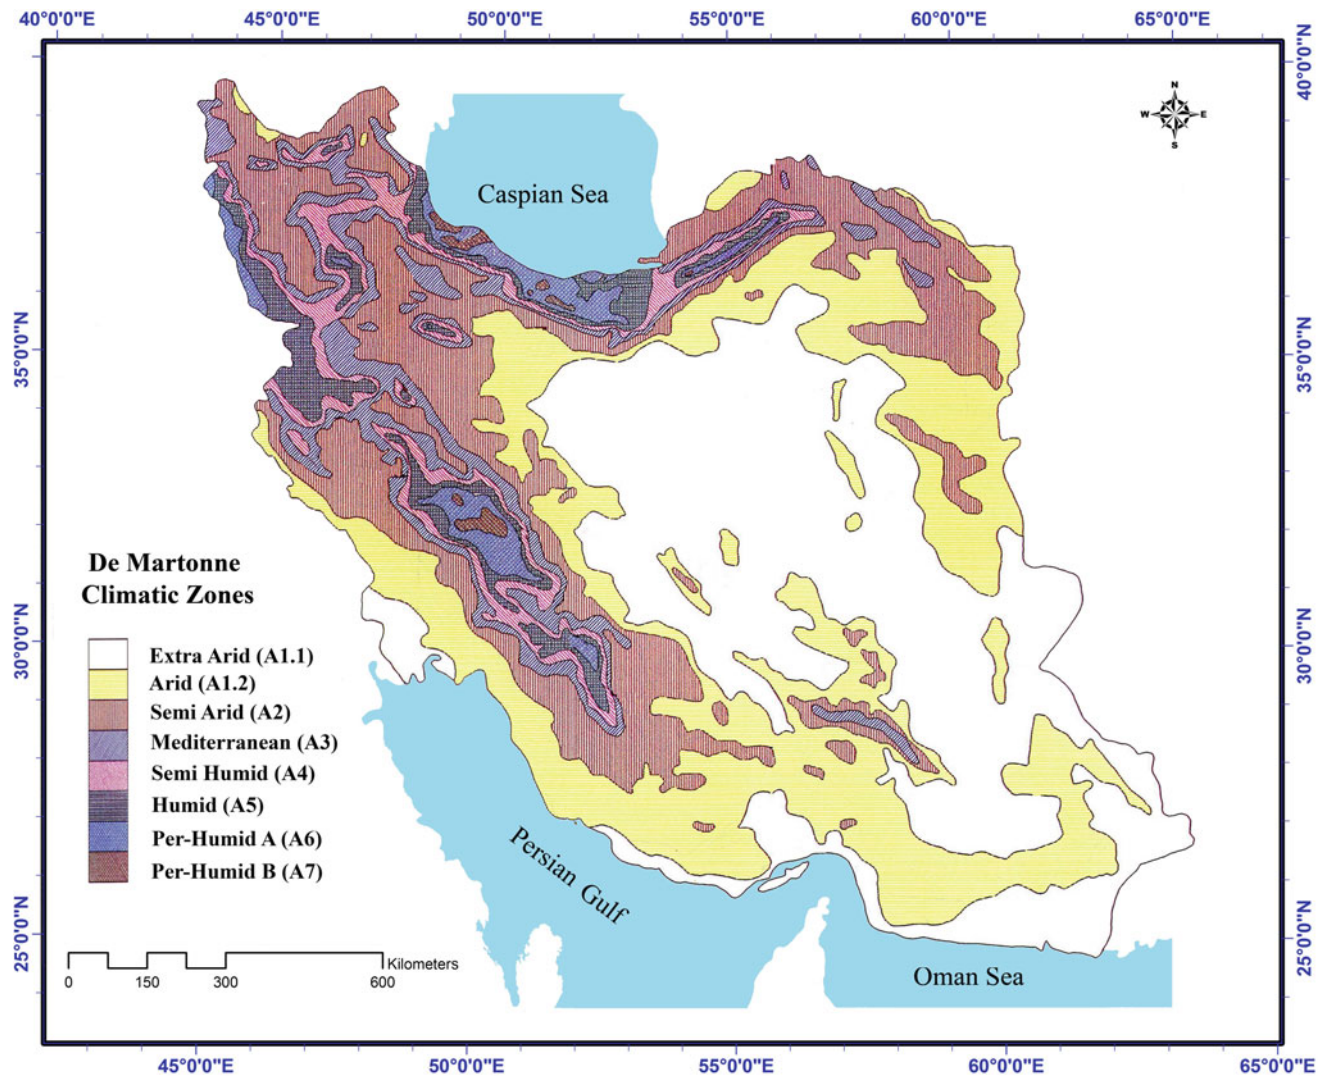 40°0'0"E 45°0'0"E 50°0'0"E 55°0'0"E 60°0'0"E 65°0'0"E
40°0'0"N
40°0'0"N
N
W E
S
Caspian Sea
35°0'0"N
35°0'0"N
De Martonne
Climatic Zones
Extra Arid (A1.1)
Arid (A1.2)
Semi Arid (A2)
Mediterranean (A3)
Semi Humid (A4)
Humid (A5)
Per-Humid A (A6)
Per-Humid B (A7)
30°0'0"N
30°0'0"N
Persian Gulf
25°0'0"N
25°0'0"N
Kilometers
0 150 300 600
Oman Sea
45°0'0"E 50°0'0"E 55°0'0"E 60°0'0"E 65°0'0"E